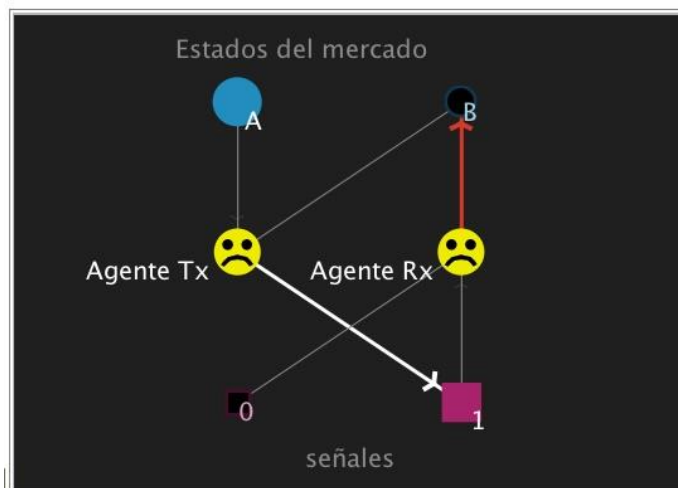 Estados del mercado
A
B
Agente Tx
Agente Rx
0
1
señales